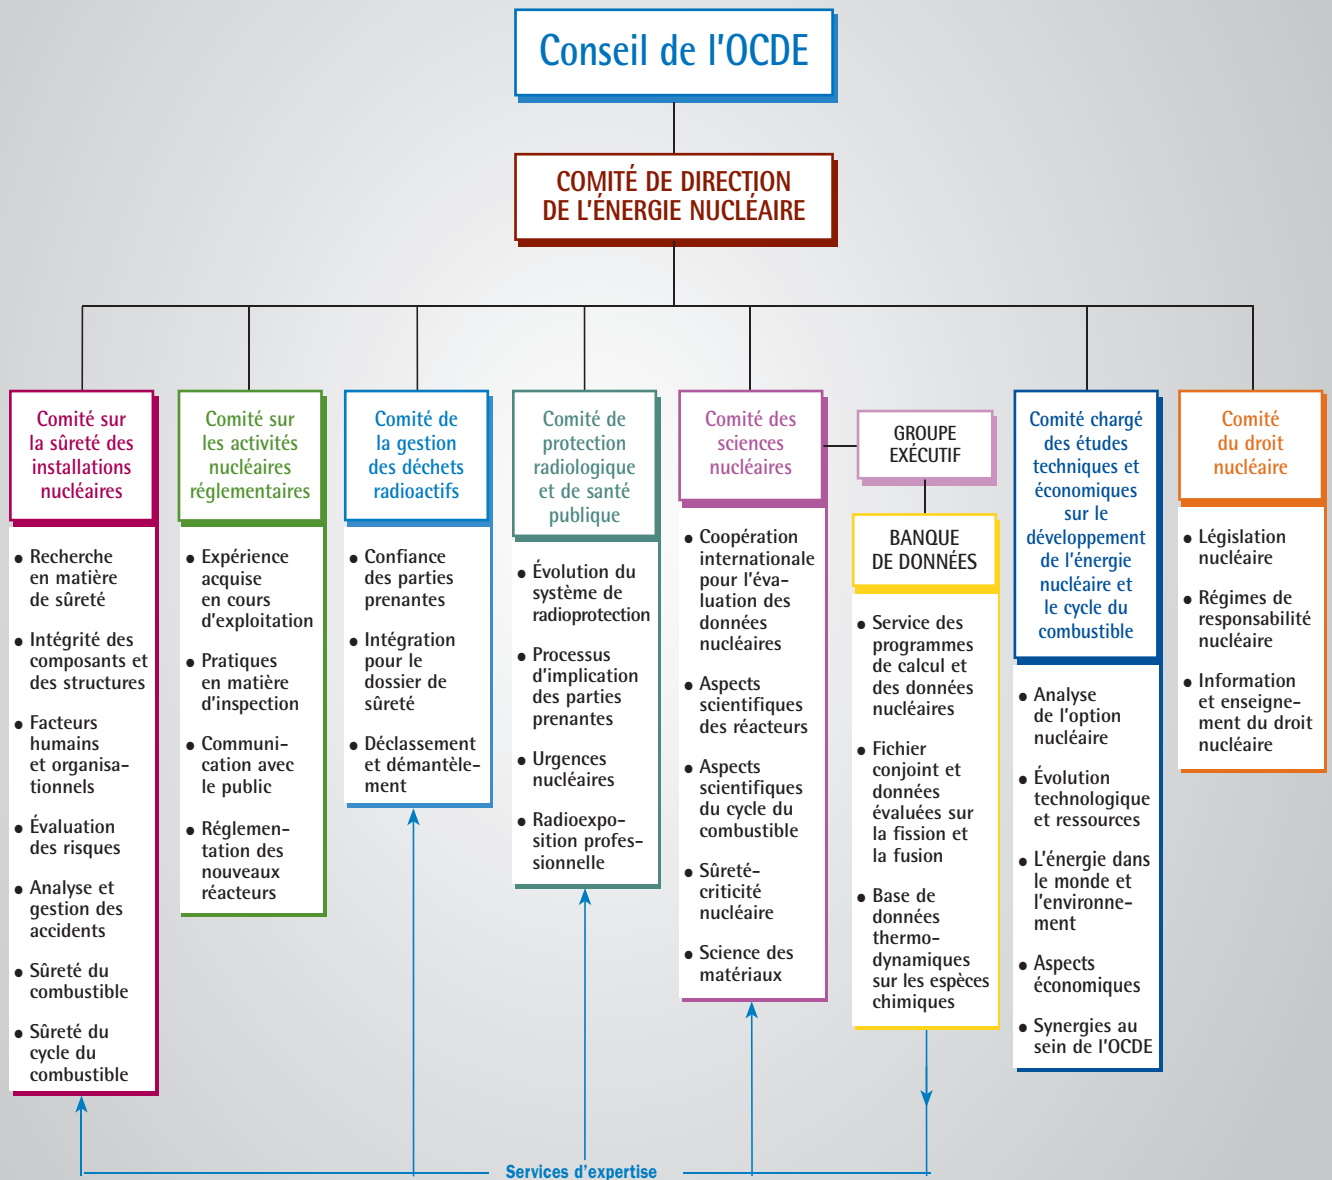 Conseil de l'OCDE
COMITÉ DE DIRECTION
DE L'ÉNERGIE NUCLÉAIRE
Comité sur
la sûreté des
installations
nucléaires
● Recherche
en matière
de sûreté
● Intégrité des
composants et
des structures
● Facteurs
humains
et organisa-
tionnels
● Évaluation
des risques
● Analyse et
gestion des
accidents
● Sûreté du
combustible
● Sûreté du
cycle du
combustible
Comité sur
les activités
nucléaires
réglementaires
● Expérience
acquise
en cours
d'exploitation
● Pratiques
en matière
d'inspection
● Communi-
cation avec
le public
● Réglemen-
tation des
nouveaux
réacteurs
Comité de
la gestion
des déchets
radioactifs
● Confiance
des parties
prenantes
● Intégration
pour le
dossier de
sûreté
● Déclassement
et démantèle-
ment
Comité de
protection
radiologique
et de santé
publique
● Évolution du
système de
radioprotection
● Processus
d'implication
des parties
prenantes
● Urgences
nucléaires
● Radioexpo-
sition profes-
sionnelle
Comité des
sciences
nucléaires
● Coopération
internationale
pour l'éva-
luation des
données
nucléaires
● Aspects
scientifiques
des réacteurs
● Aspects
scientifiques
du cycle du
combustible
● Sûreté-
criticité
nucléaire
● Science des
matériaux
GROUPE
EXÉCUTIF
BANQUE
DE DONNÉES
● Service des
programmes
de calcul et
des données
nucléaires
● Fichier
conjoint et
données
évaluées sur
la fission et
la fusion
● Base de
données
thermo-
dynamiques
sur les espèces
chimiques
Comité chargé
des études
techniques et
économiques
sur le
développement
de l'énergie
nucléaire et
le cycle du
combustible
● Analyse
de l'option
nucléaire
● Évolution
technologique
et ressources
● L'énergie dans
le monde et
l'environne-
ment
● Aspects
économiques
● Synergies au
sein de l'OCDE
Comité
du droit
nucléaire
● Législation
nucléaire
● Régimes de
responsabilité
nucléaire
● Information
et enseigne-
ment du droit
nucléaire
Services d'expertise